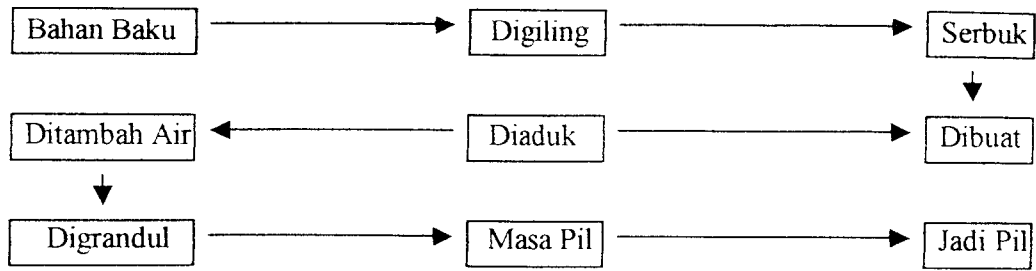 Bahan Baku
Digiling
Serbuk
Ditambah Air
Diaduk
Dibuat
Digrandul
Masa Pil
Jadi Pil